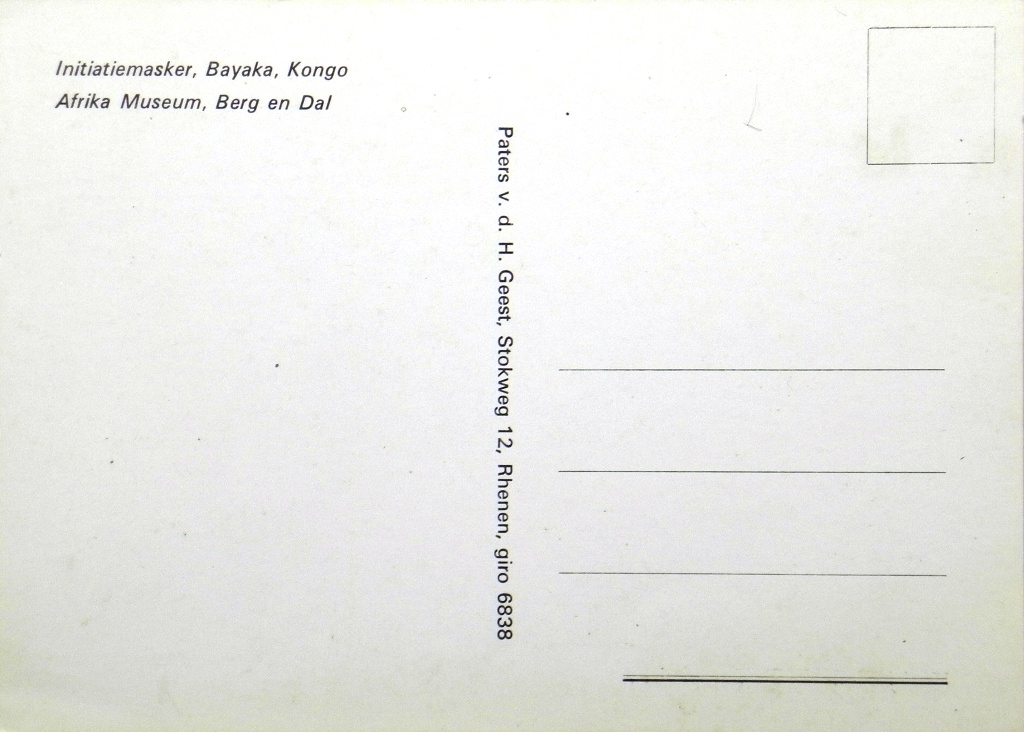 Initiatiemasker, Bayaka, Kongo
Afrika Museum, Berg en Dal
Paters v. d. H. Geest, Stokweg 12, Rhenen, giro 6838